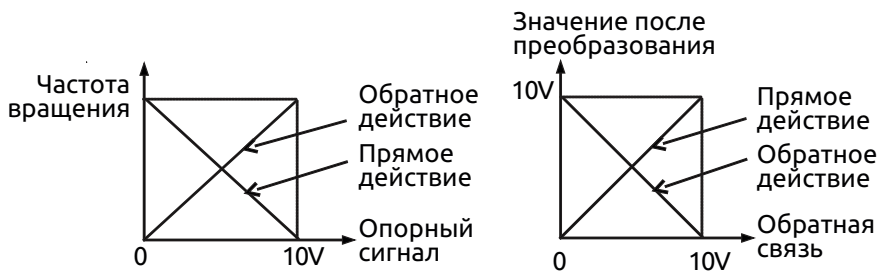 Частота
вращения
Обратное
действие
Прямое
действие
Опорный
сигнал
0
10V
Значение после
преобразования
10V
Прямое
действие
Обратное
действие
Обратная
связь
0
10V